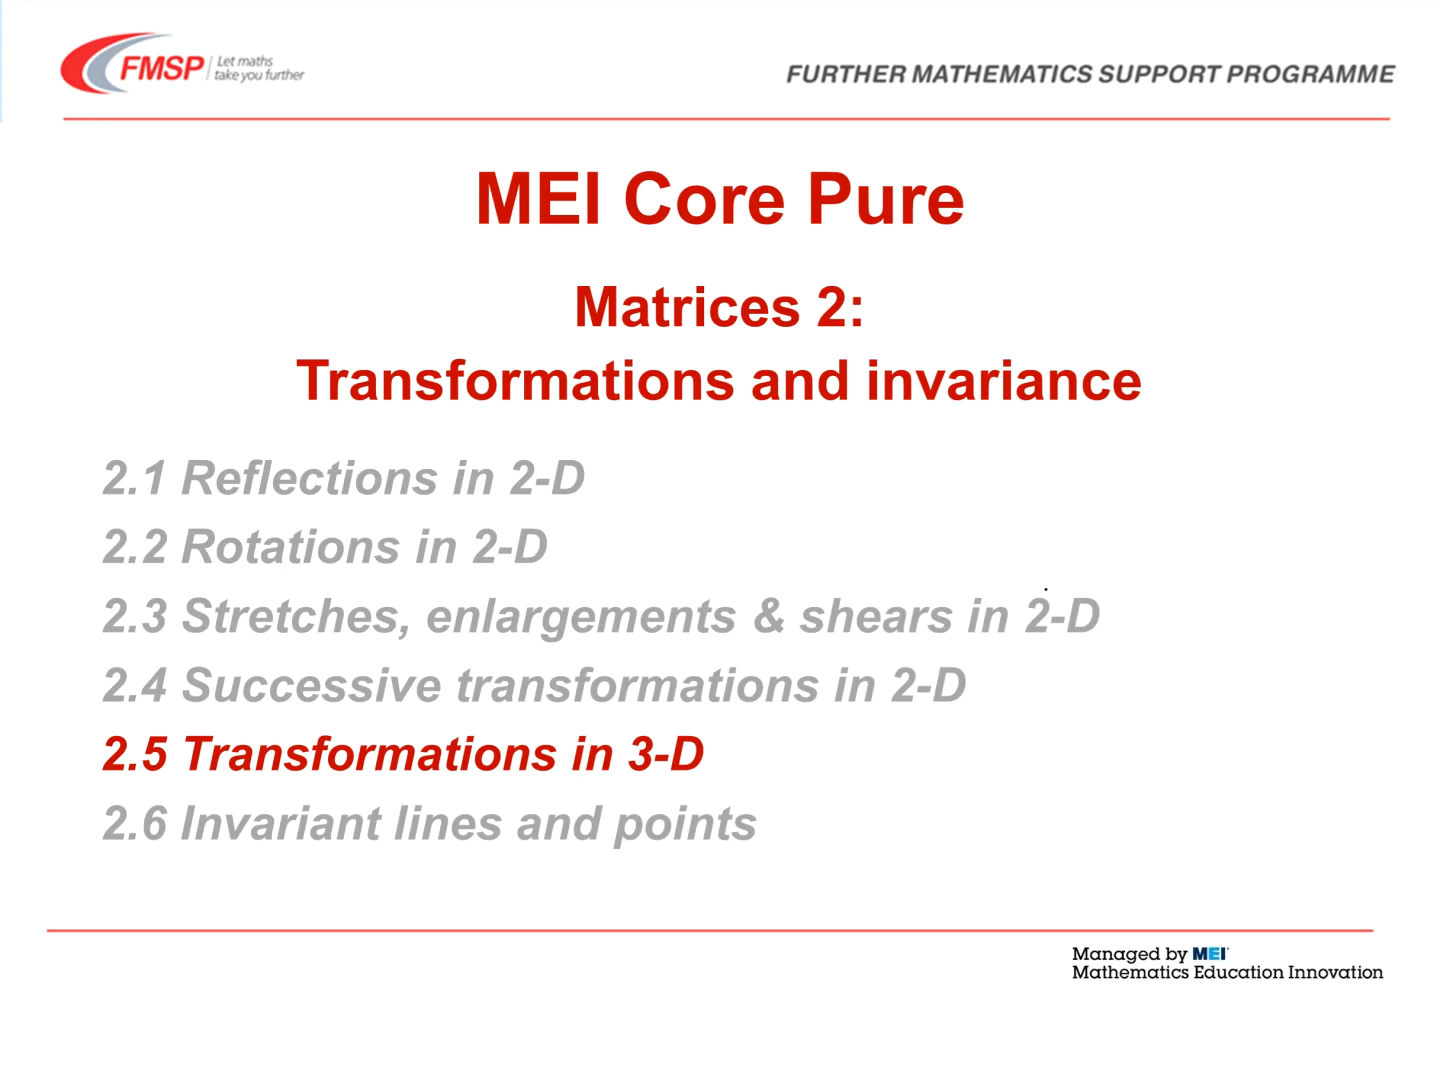 FMSP
Let maths
take you further
FURTHER MATHEMATICS SUPPORT PROGRAMME
MEI Core Pure
Matrices 2:
Transformations and invariance
2.1 Reflections in 2-D
2.2 Rotations in 2-D
2.3 Stretches, enlargements & shears in 2-D
2.4 Successive transformations in 2-D
2.5 Transformations in 3-D
2.6 Invariant lines and points
Managed by MEI
Mathematics Education Innovation